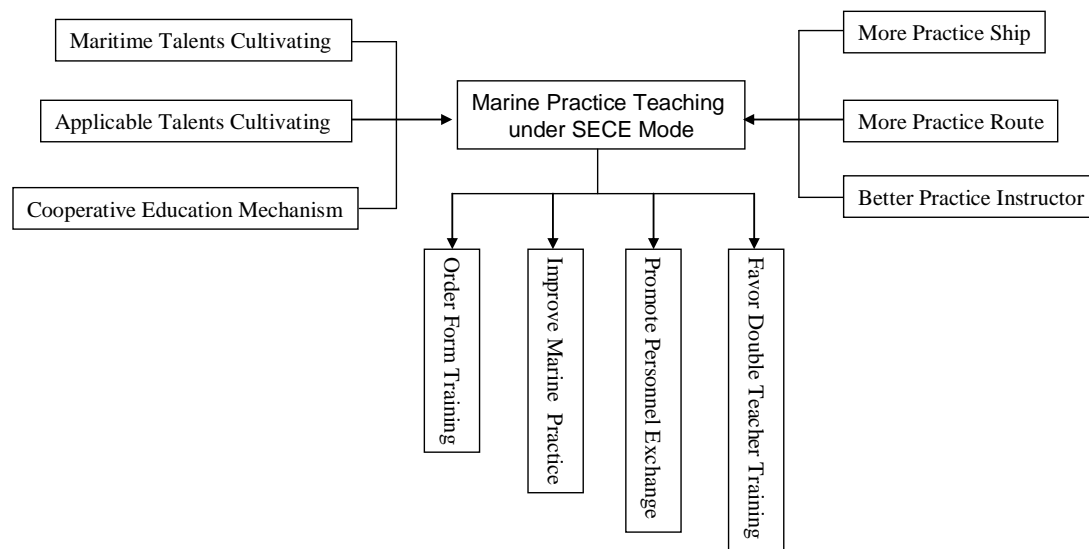 Maritime Talents Cultivating
More Practice Ship
Marine Practice Teaching
under SECE Mode
Applicable Talents Cultivating
More Practice Route
Cooperative Education Mechanism
Better Practice Instructor
Order Form Training
Improve Marine Practice
Promote Personnel Exchange
Favor Double Teacher Training